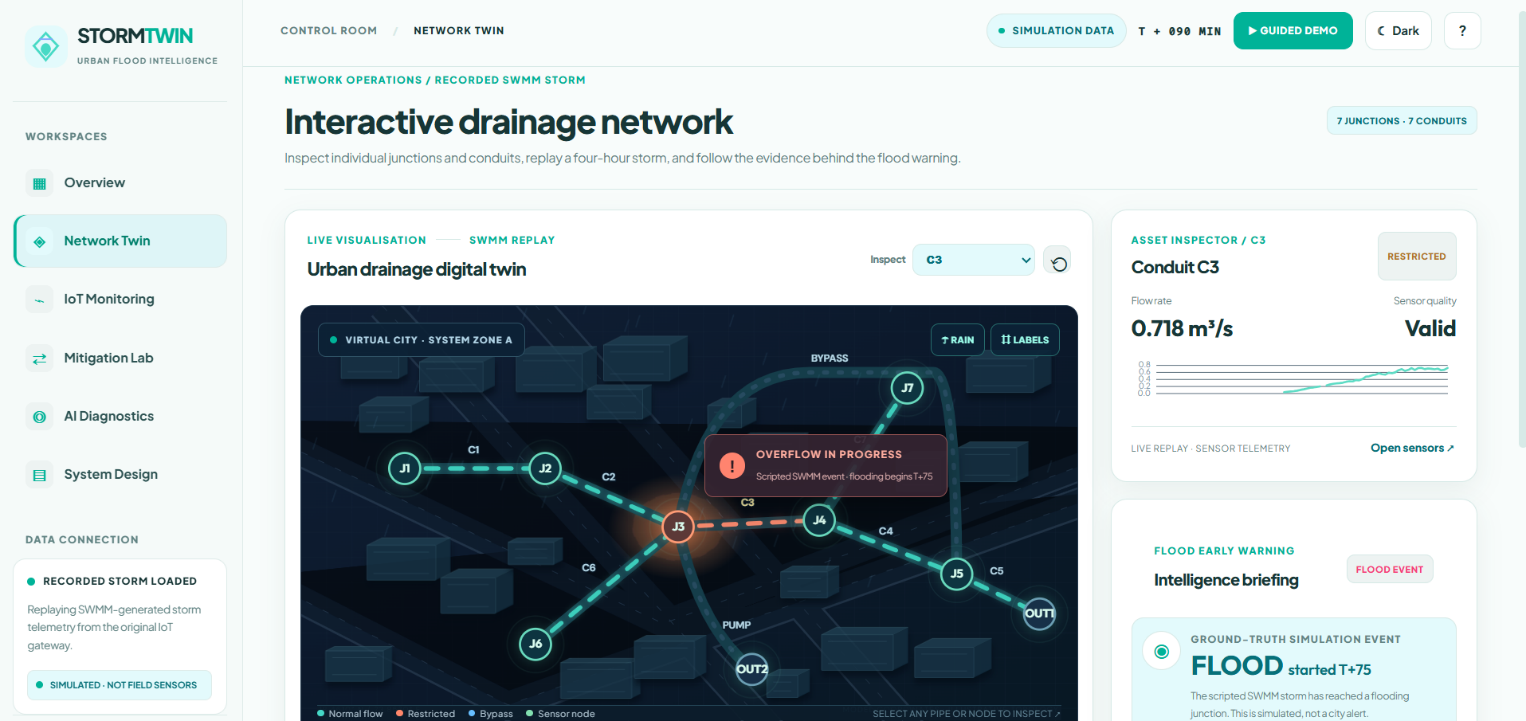 STORMTWIN
URBAN FLOOD INTELLIGENCE
WORKSPACES
Overview
Network Twin
IoT Monitoring
Mitigation Lab
AI Diagnostics
System Design
DATA CONNECTION
RECORDED STORM LOADED
Replaying SWMM-generated storm
telemetry from the original IoT
gateway.
SIMULATED · NOT FIELD SENSORS
CONTROL ROOM / NETWORK TWIN
SIMULATION DATA
T + 090 MIN
▶ GUIDED DEMO
☾ Dark
?
NETWORK OPERATIONS / RECORDED SWMM STORM
Interactive drainage network
Inspect individual junctions and conduits, replay a four-hour storm, and follow the evidence behind the flood warning.
7 JUNCTIONS · 7 CONDUITS
LIVE VISUALISATION — SWMM REPLAY
Urban drainage digital twin
Inspect C3
VIRTUAL CITY · SYSTEM ZONE A
RAIN
LABELS
BYPASS
J7
C7
OVERFLOW IN PROGRESS
!
Scripted SWMM event · flooding begins T+75
J1
C1
J2
C2
J3
C3
J4
C4
J5
C5
OUT1
C6
J6
PUMP
OUT2
Normal flow
Restricted
Bypass
Sensor node
SELECT ANY PIPE OR NODE TO INSPECT ↗
ASSET INSPECTOR / C3
Conduit C3
RESTRICTED
Flow rate
Sensor quality
0.718 m³/s
Valid
0.8
0.6
0.4
0.2
0.0
LIVE REPLAY · SENSOR TELEMETRY
Open sensors ↗
FLOOD EARLY WARNING
Intelligence briefing
FLOOD EVENT
GROUND-TRUTH SIMULATION EVENT
FLOOD started T+75
The scripted SWMM storm has reached a flooding
junction. This is simulated, not a city alert.